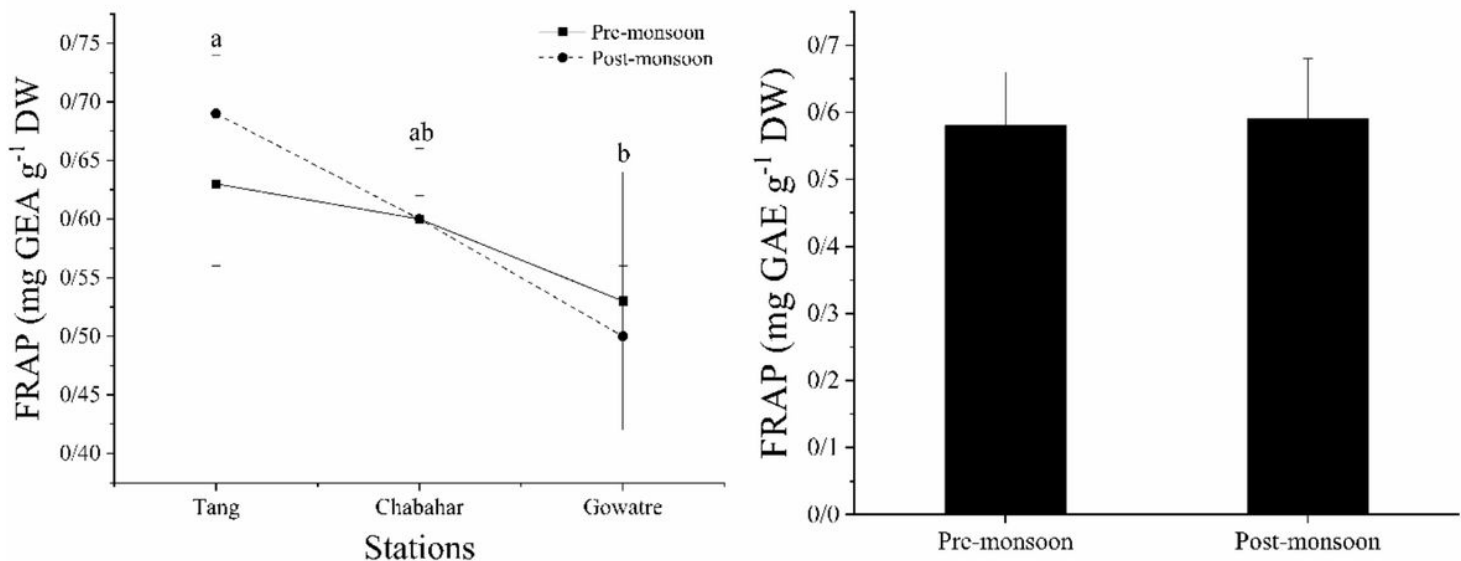 FRAP (mg GEA g⁻¹ DW
0/75
0/70
0/65
0/60
0/55
0/50
0/45
0/40
a
ab
b
Pre-monsoon
Post-monsoon
Tang
Chabahar
Gowatre
Stations
FRAP (mg GAE g⁻¹ DW)
0/7
0/6
0/5
0/4
0/3
0/2
0/1
0/0
Pre-monsoon
Post-monsoon